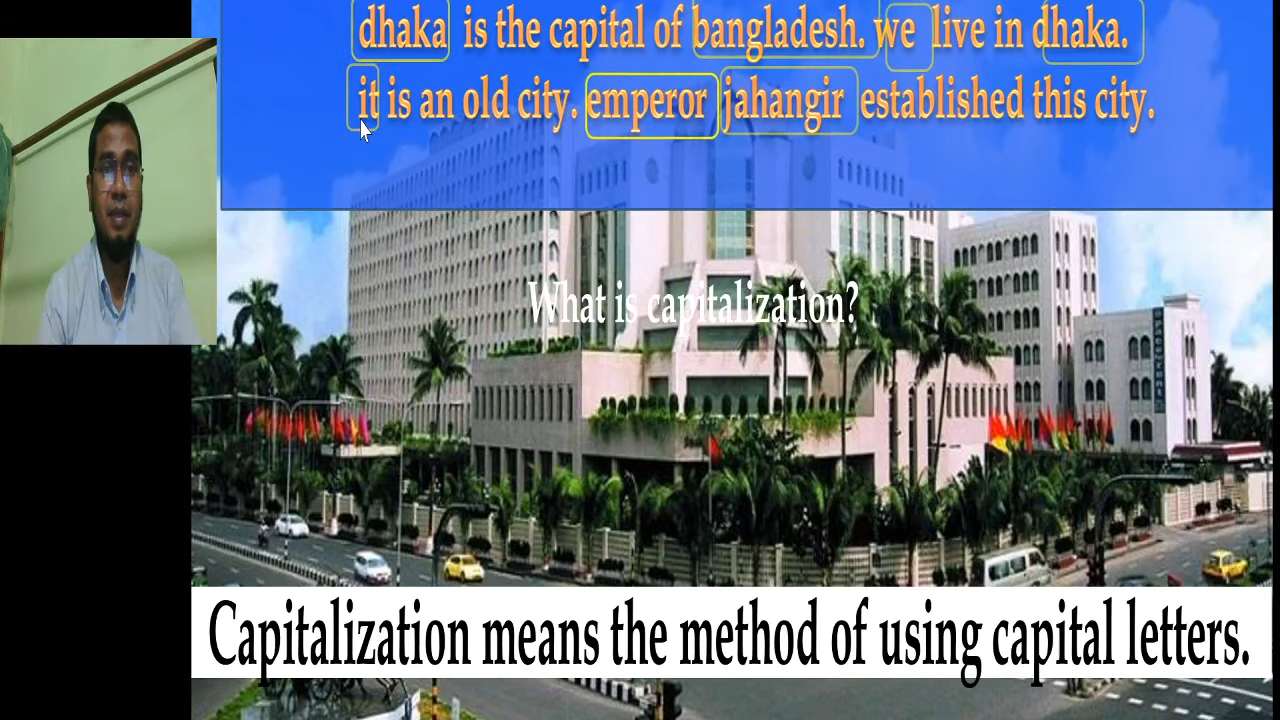 dhaka is the capital of bangladesh. we live in dhaka.
it is an old city. emperor jahangir established this city.
What is capitalization?
Capitalization means the method of using capital letters.